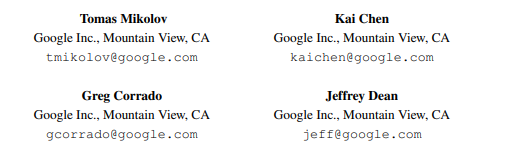 Tomas Mikolov
Google Inc., Mountain View, CA
tmikolov@google.com
Kai Chen
Google Inc., Mountain View, CA
kaichen@google.com
Greg Corrado
Google Inc., Mountain View, CA
gcorrado@google.com
Jeffrey Dean
Google Inc., Mountain View, CA
jeff@google.com